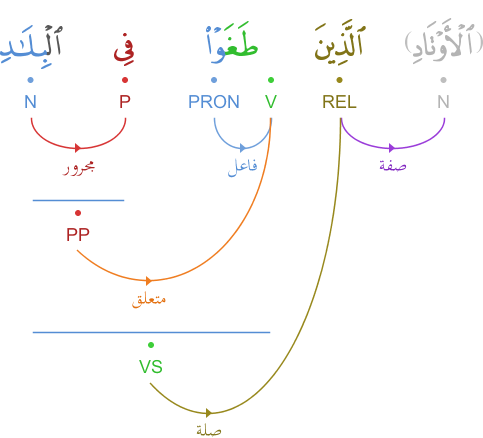 (ٱلْأَوْتَادِ) ٱلَّذِينَ طَغَوْا۟ فِى ٱلْبِلَـٰدِ
N REL V PRON P N
صفة فاعل مجرور
PP
متعلق
VS
صلة